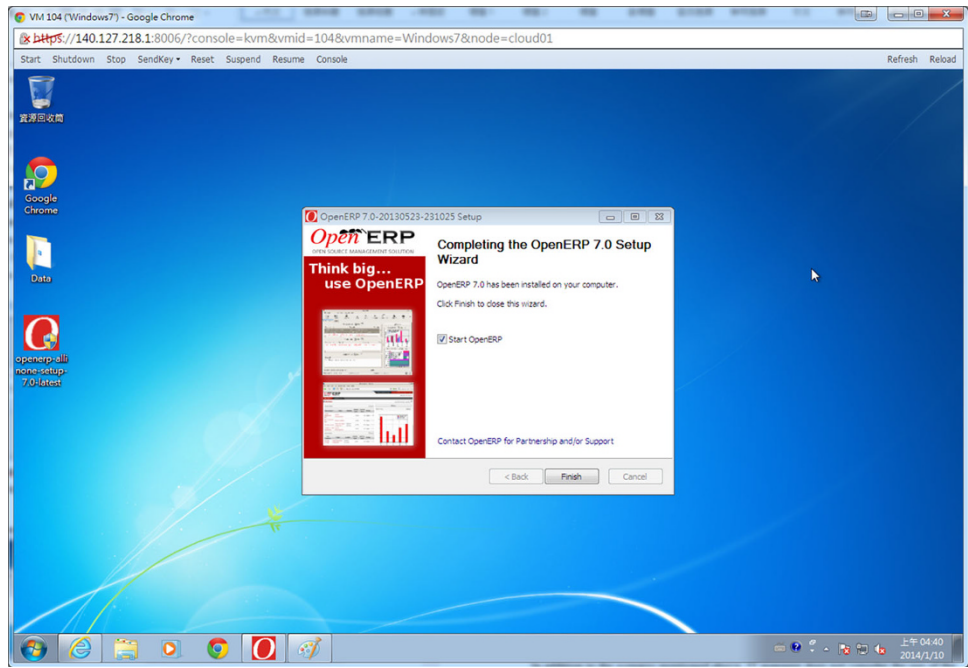 VM 104 ('Windows7') - Google Chrome
https://140.127.218.1:8006/?console=kvm&vmid=104&vmname=Windows7&node=cloud01
Start Shutdown Stop SendKey Reset Suspend Resume Console Refresh Reload
資源回收筒
Google
Chrome
Data
openerp-alli
none-setup-
7.0-latest
OpenERP 7.0-20130523-231025 Setup
Open ERP
OPEN SOURCE MANAGEMENT SOLUTION
Think big...
use OpenERP
Completing the OpenERP 7.0 Setup
Wizard
OpenERP 7.0 has been installed on your computer.
Click Finish to close this wizard.
Start OpenERP
Contact OpenERP for Partnership and/or Support
< Back Finish Cancel
上午 04:40
2014/1/10